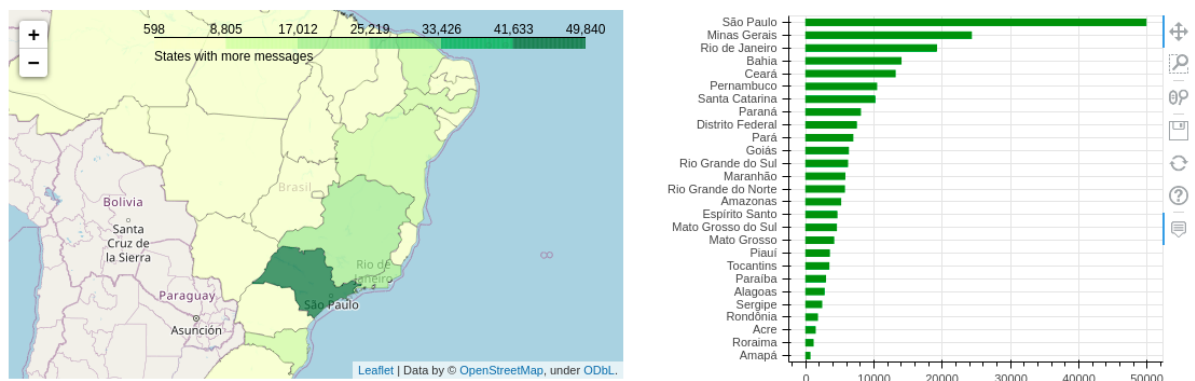 +
−
598 8,805 17,012 25,219 33,426 41,633 49,840
States with more messages
Brasil
Bolivia
Santa
Cruz de
la Sierra
Rio de
Janeiro
Paraguay
São Paulo
Asunción
Leaflet | Data by © OpenStreetMap, under ODbL.
São Paulo
Minas Gerais
Rio de Janeiro
Bahia
Ceará
Pernambuco
Santa Catarina
Paraná
Distrito Federal
Pará
Goiás
Rio Grande do Sul
Maranhão
Rio Grande do Norte
Amazonas
Espírito Santo
Mato Grosso do Sul
Mato Grosso
Piauí
Tocantins
Paraíba
Alagoas
Sergipe
Rondônia
Acre
Roraima
Amapá
0 10000 20000 30000 40000 50000